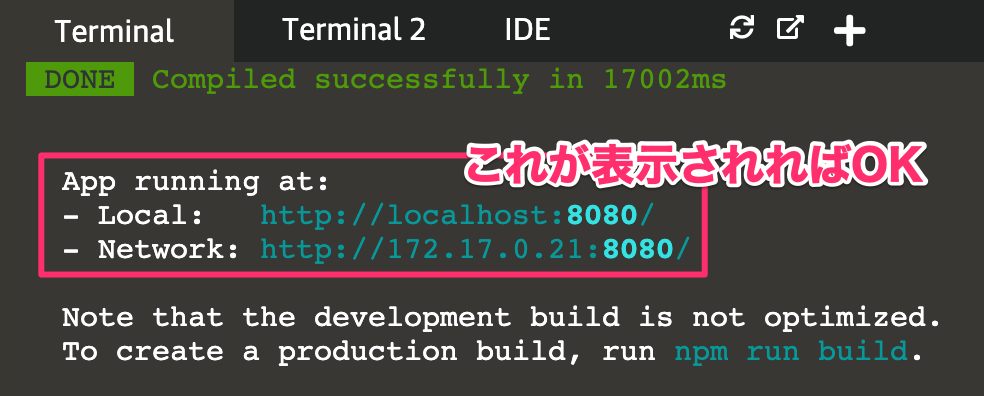 Terminal Terminal 2 IDE
DONE Compiled successfully in 17002ms
これが表示されればOK
App running at:
- Local: http://localhost:8080/
- Network: http://172.17.0.21:8080/
Note that the development build is not optimized.
To create a production build, run npm run build.